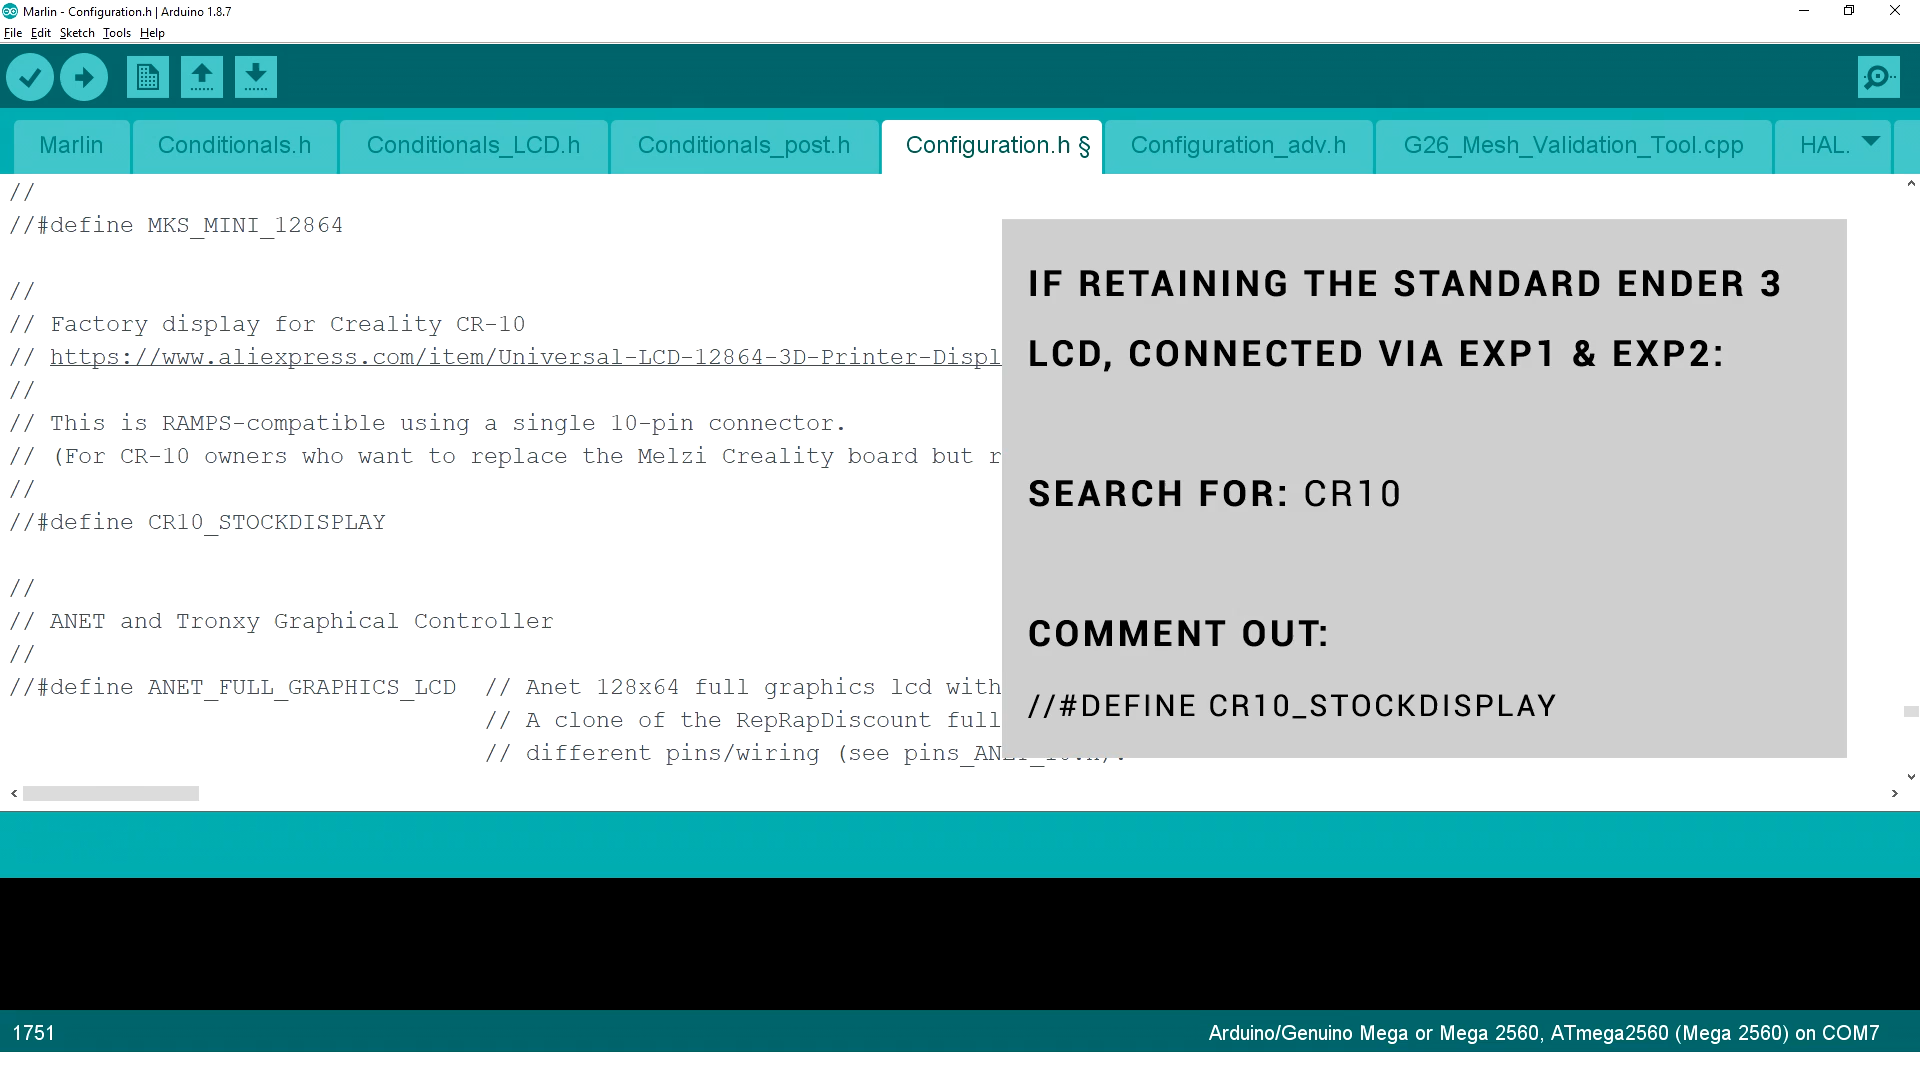 Marlin - Configuration.h | Arduino 1.8.7
File Edit Sketch Tools Help
Marlin Conditionals.h Conditionals_LCD.h Conditionals_post.h Configuration.h § Configuration_adv.h G26_Mesh_Validation_Tool.cpp HAL.
//
//#define MKS_MINI_12864
//
// Factory display for Creality CR-10
// https://www.aliexpress.com/item/Universal-LCD-12864-3D-Printer-Displ
//
// This is RAMPS-compatible using a single 10-pin connector.
// (For CR-10 owners who want to replace the Melzi Creality board but r
//
//#define CR10_STOCKDISPLAY
//
// ANET and Tronxy Graphical Controller
//
//#define ANET_FULL_GRAPHICS_LCD // Anet 128x64 full graphics lcd with
// A clone of the RepRapDiscount full
// different pins/wiring (see
IF RETAINING THE STANDARD ENDER 3
LCD, CONNECTED VIA EXP1 & EXP2:
SEARCH FOR: CR10
COMMENT OUT:
//#DEFINE CR10_STOCKDISPLAY
1751
Arduino/Genuino Mega or Mega 2560, ATmega2560 (Mega 2560) on COM7